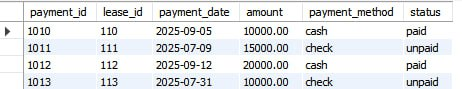 payment_id lease_id payment_date amount payment_method status
1010 110 2025-09-05 10000.00 cash paid
1011 111 2025-07-09 15000.00 check unpaid
1012 112 2025-09-12 20000.00 cash paid
1013 113 2025-07-31 15000.00 check unpaid